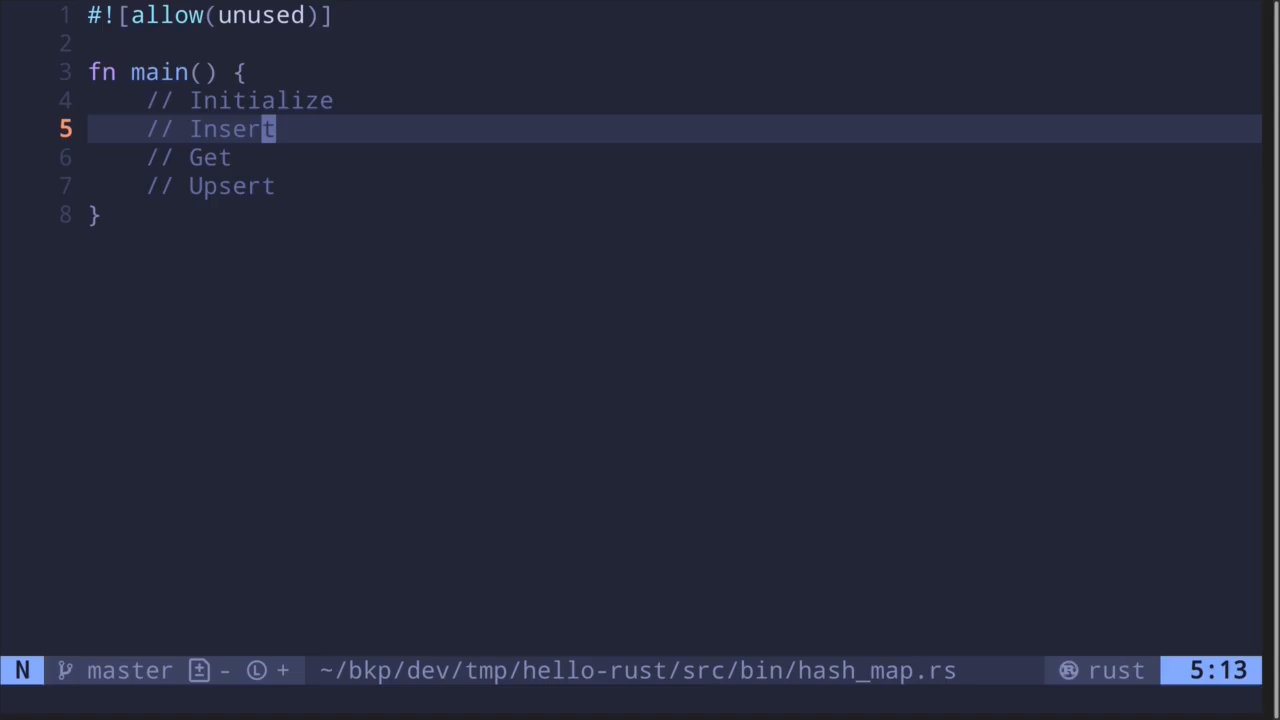 1 #![allow(unused)]
2
3 fn main() {
4     // Initialize
5     // Insert
6     // Get
7     // Upsert
8 }
N master - L + ~/bkp/dev/tmp/hello-rust/src/bin/hash_map.rs rust 5:13